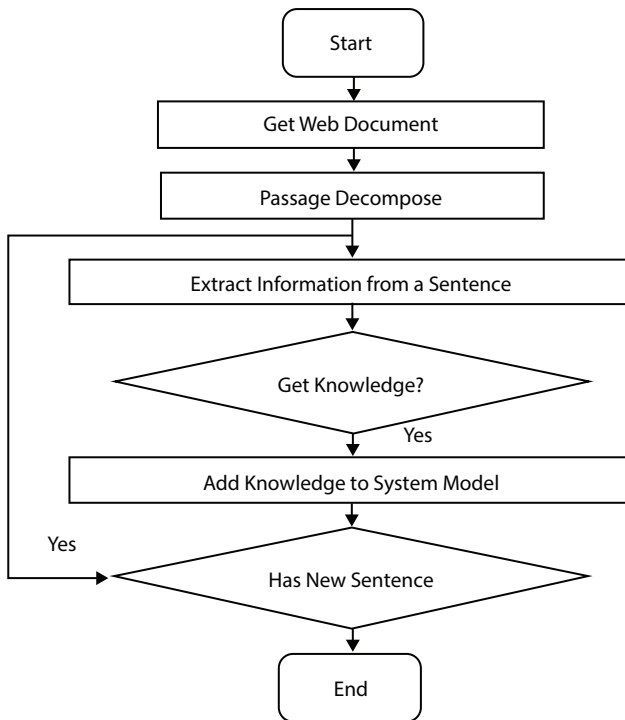 Start
Get Web Document
Passage Decompose
Extract Information from a Sentence
Get Knowledge?
Yes
Add Knowledge to System Model
Yes
Has New Sentence
End